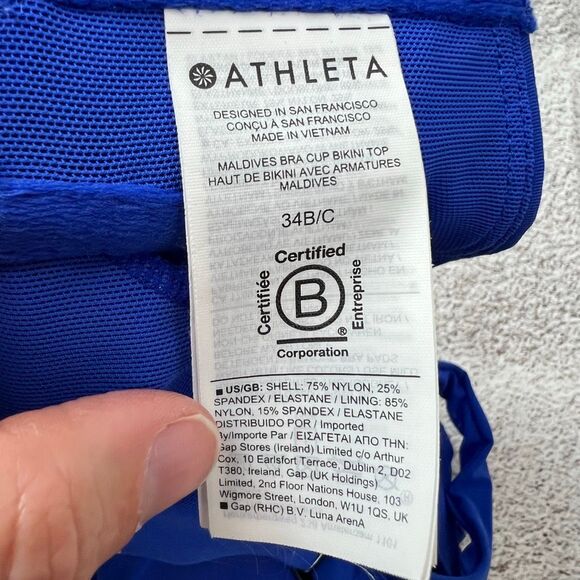 ATHLETA
DESIGNED IN SAN FRANCISCO
CONÇU À SAN FRANCISCO
MADE IN VIETNAM
MALDIVES BRA CUP BIKINI TOP
HAUT DE BIKINI AVEC ARMATURES
MALDIVES
34B/C
Certified
Certifiée
B
Entreprise
®
Corporation
■ US/GB: SHELL: 75% NYLON, 25%
SPANDEX / ELASTANE / LINING: 85%
NYLON, 15% SPANDEX / ELASTANE
DISTRIBUIDO POR / Imported
By/Importe Par / ΕΙΣΑΓΕΤΑΙ ΑΠΟ ΤΗΝ:
Gap Stores (Ireland) Limited c/o Arthur
Cox, 10 Earlsfort Terrace, Dublin 2, D02
T380, Ireland. Gap (UK Holdings)
Limited, 2nd Floor Nations House, 103
Wigmore Street, London, W1U 1QS, UK
■ Gap (RHC) B.V. Luna ArenA